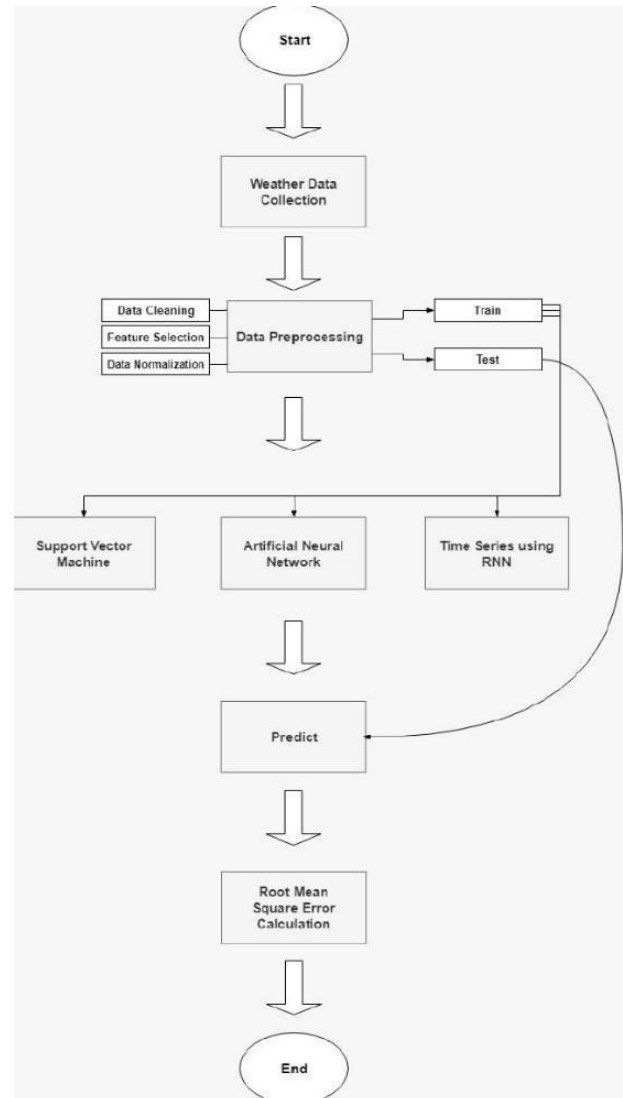 Start
Weather Data
Collection
Data Cleaning
Feature Selection
Data Normalization
Data Preprocessing
Train
Test
Support Vector
Machine
Artificial Neural
Network
Time Series using
RNN
Predict
Root Mean
Square Error
Calculation
End